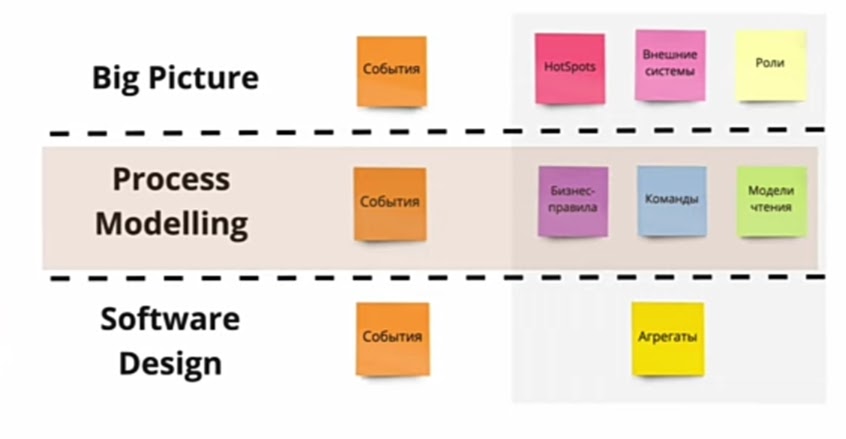 Big Picture
События
HotSpots
Внешние
системы
Роли
Process
Modelling
События
Бизнес-
правила
Команды
Модели
чтения
Software
Design
События
Агрегаты